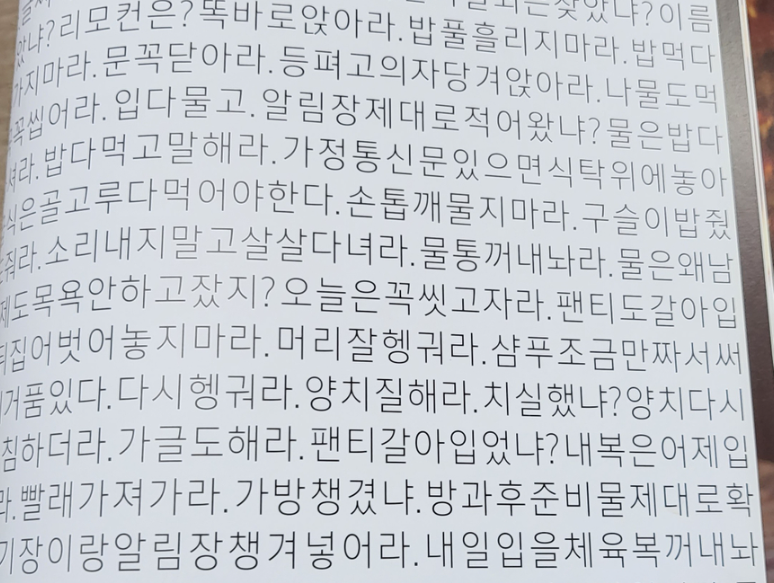 찾았냐?이름
았냐?리모컨은?똑바로앉아라.밥풀흘리지마라.밥먹다
가지마라.문꼭닫아라.등펴고의자당겨앉아라.나물도먹
꼭씹어라.입다물고.알림장제대로적어왔냐?물은밥다
셔라.밥다먹고말해라.가정통신문있으면식탁위에놓아
식은골고루다먹어야한다.손톱깨물지마라.구슬이밥줬
줘라.소리내지말고살살다녀라.물통꺼내놔라.물은왜남
제도목욕안하고잤지?오늘은꼭씻고자라.팬티도갈아입
뒤집어벗어놓지마라.머리잘헹궈라.샴푸조금만짜서써
거품있다.다시헹궈라.양치질해라.치실했냐?양치다시
침하더라.가글도해라.팬티갈아입었냐?내복은어제입
라.빨래가져가라.가방챙겼냐.방과후준비물제대로확
기장이랑알림장챙겨넣어라.내일입을체육복꺼내놔